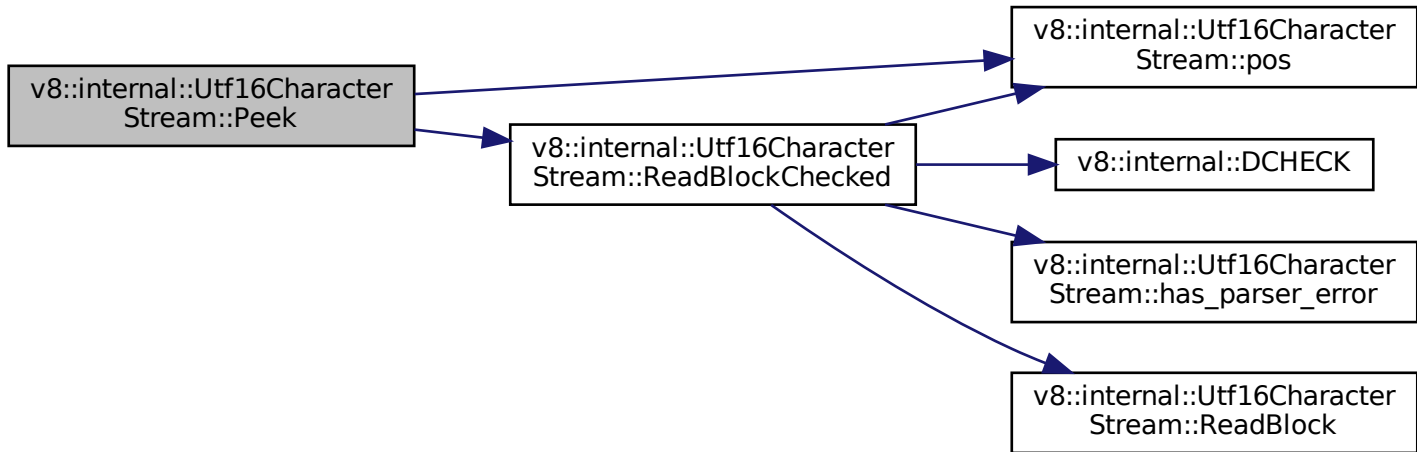 v8::internal::Utf16Character
Stream::Peek
v8::internal::Utf16Character
Stream::ReadBlockChecked
v8::internal::Utf16Character
Stream::pos
v8::internal::DCHECK
v8::internal::Utf16Character
Stream::has_parser_error
v8::internal::Utf16Character
Stream::ReadBlock